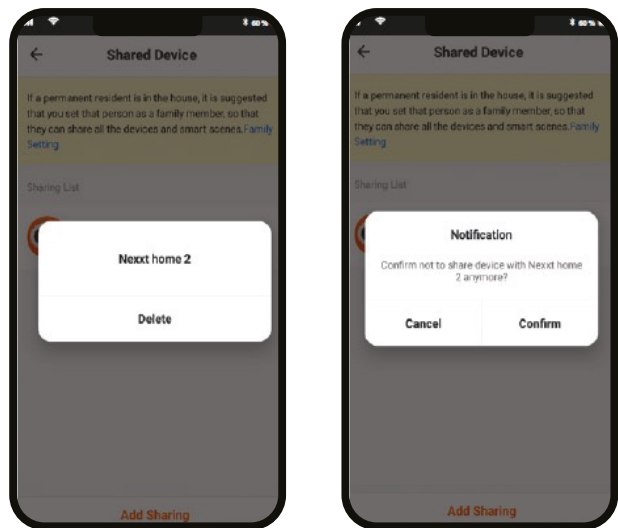 60%
Shared Device
If a permanent resident is in the house, it is suggested
that you set that person as a family member, so that
they can share all the devices and smart scenes.Family
Setting
Sharing List
Nexxt home 2
Delete
Add Sharing
60%
Shared Device
If a permanent resident is in the house, it is suggested
that you set that person as a family member, so that
they can share all the devices and smart scenes.Family
Setting
Sharing List
Notification
Confirm not to share device with Nexxt home
2 anymore?
Cancel
Confirm
Add Sharing